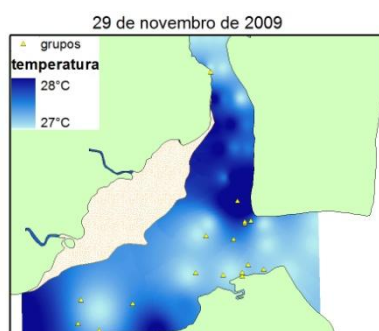 29 de novembro de 2009
grupos
temperatura
28°C
27°C